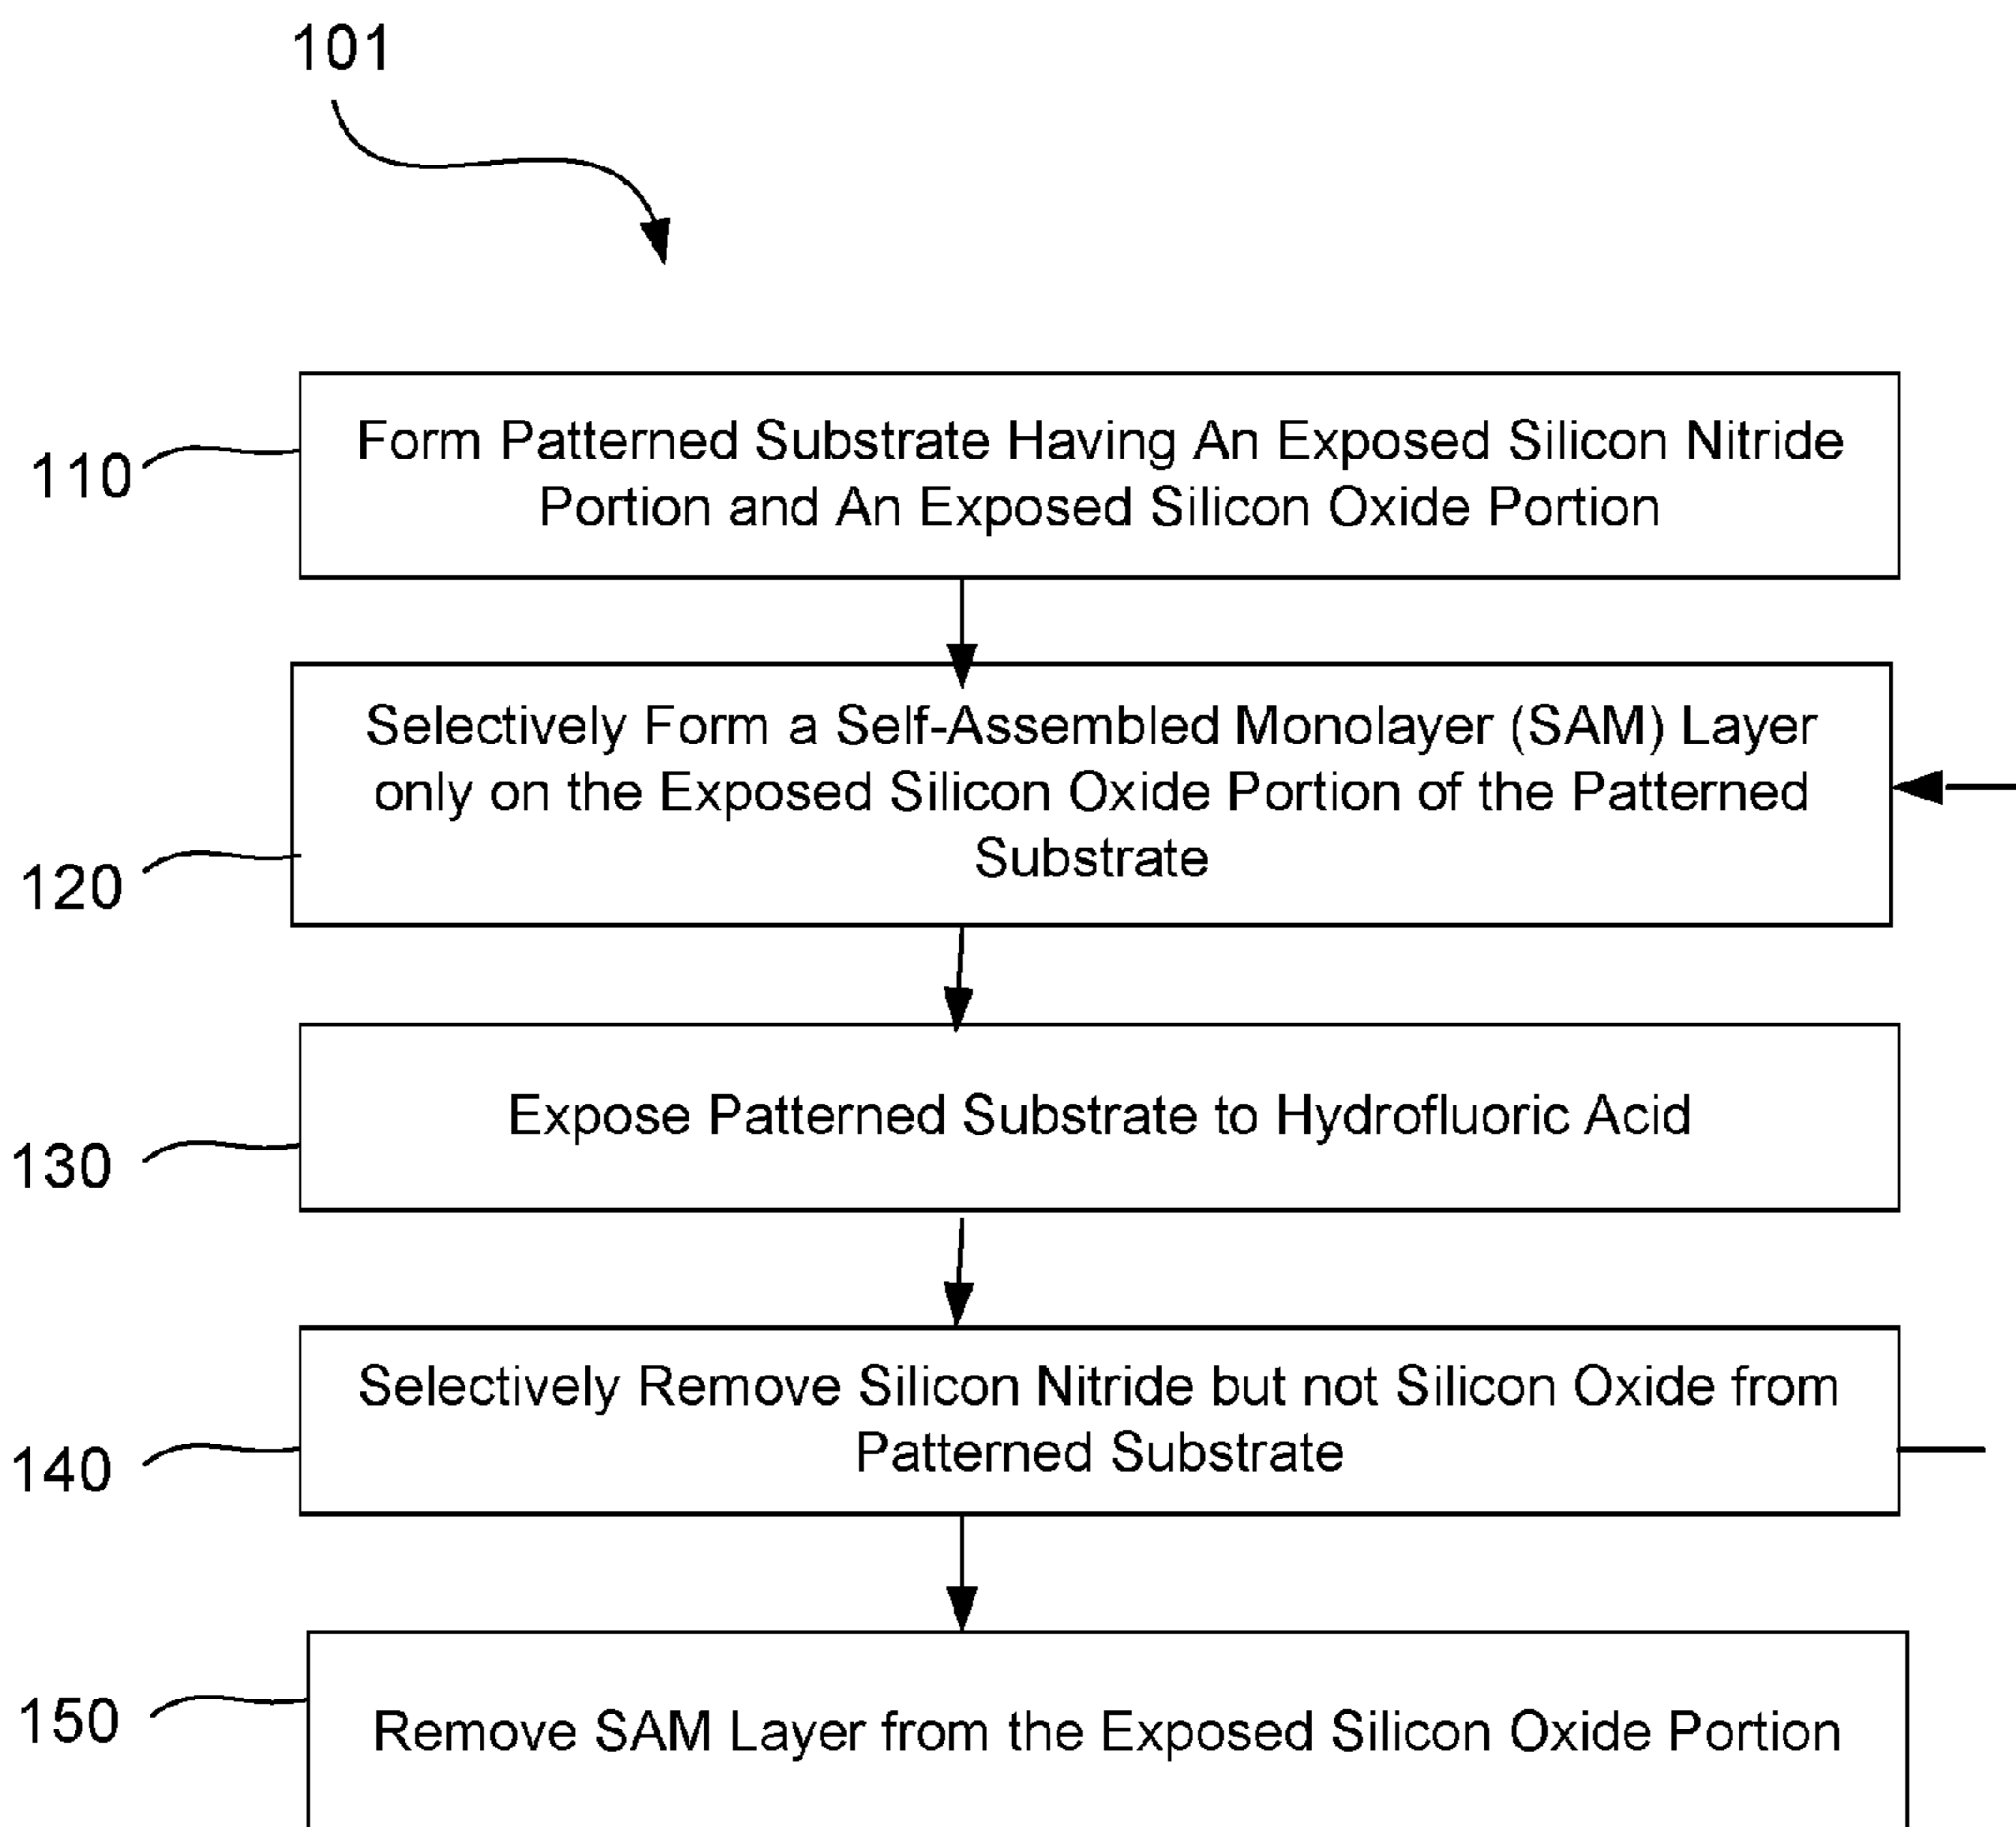 101
110
Form Patterned Substrate Having An Exposed Silicon Nitride
Portion and An Exposed Silicon Oxide Portion
Selectively Form a Self-Assembled Monolayer (SAM) Layer
only on the Exposed Silicon Oxide Portion of the Patterned
Substrate
120
Expose Patterned Substrate to Hydrofluoric Acid
130
Selectively Remove Silicon Nitride but not Silicon Oxide from
Patterned Substrate
140
150
Remove SAM Layer from the Exposed Silicon Oxide Portion